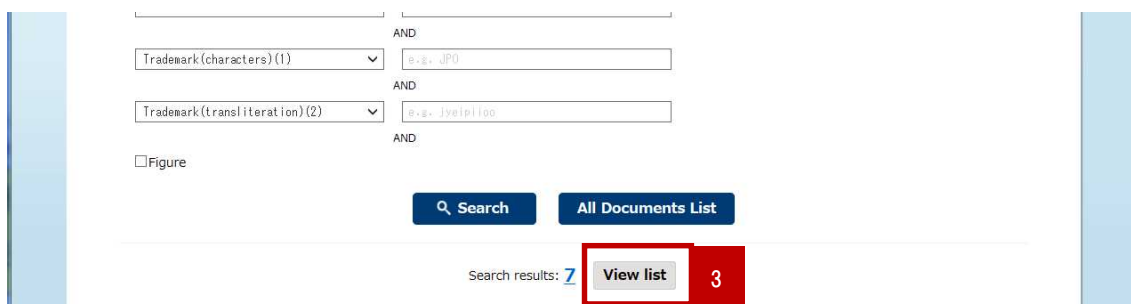 AND
Trademark(characters)(1) e.g. JPO
AND
Trademark(transliteration)(2) e.g. jyeipiioo
AND
Figure
Search All Documents List
Search results: 7 View list 3